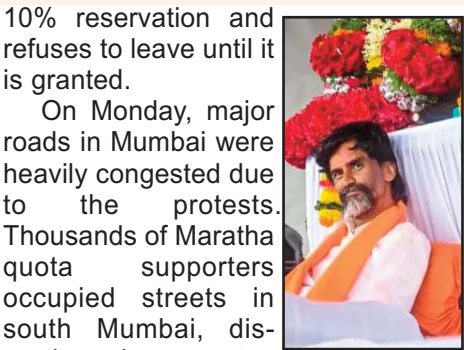 10% reservation and
refuses to leave until it
is granted.
On Monday, major
roads in Mumbai were
heavily congested due
to the protests.
Thousands of Maratha
quota supporters
occupied streets in
south Mumbai, dis-